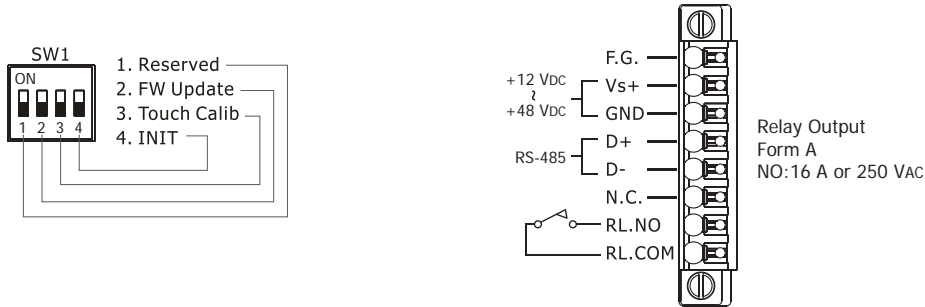 SW1
ON
1 2 3 4
1. Reserved
2. FW Update
3. Touch Calib
4. INIT
F.G.
+12 VDC
~
+48 VDC
Vs+
GND
RS-485
D+
D-
N.C.
RL.NO
RL.COM
Relay Output
Form A
NO:16 A or 250 VAC